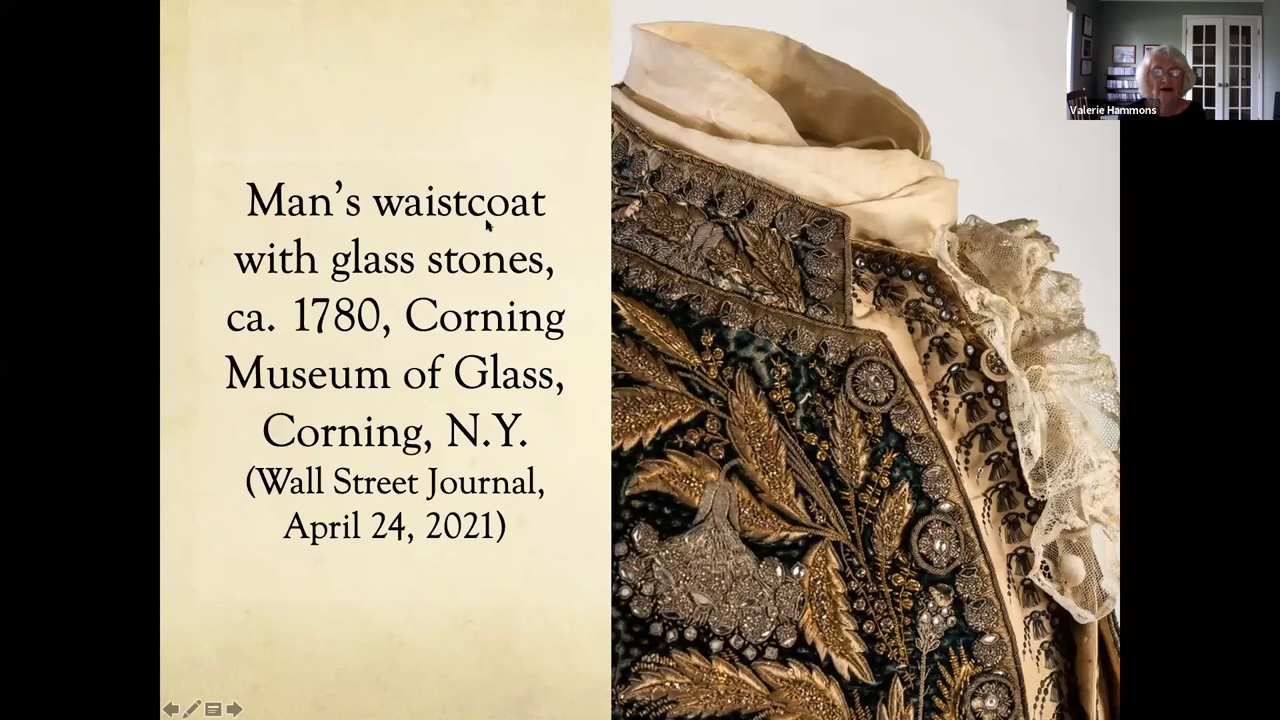 Man's waistcoat
with glass stones,
ca. 1780, Corning
Museum of Glass,
Corning, N.Y.
(Wall Street Journal,
April 24, 2021)
Valerie Hammons